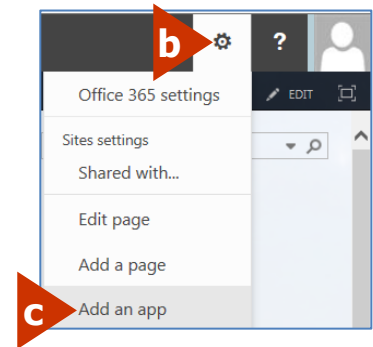 b ?
Office 365 settings EDIT
Sites settings
Shared with...
Edit page
Add a page
c Add an app